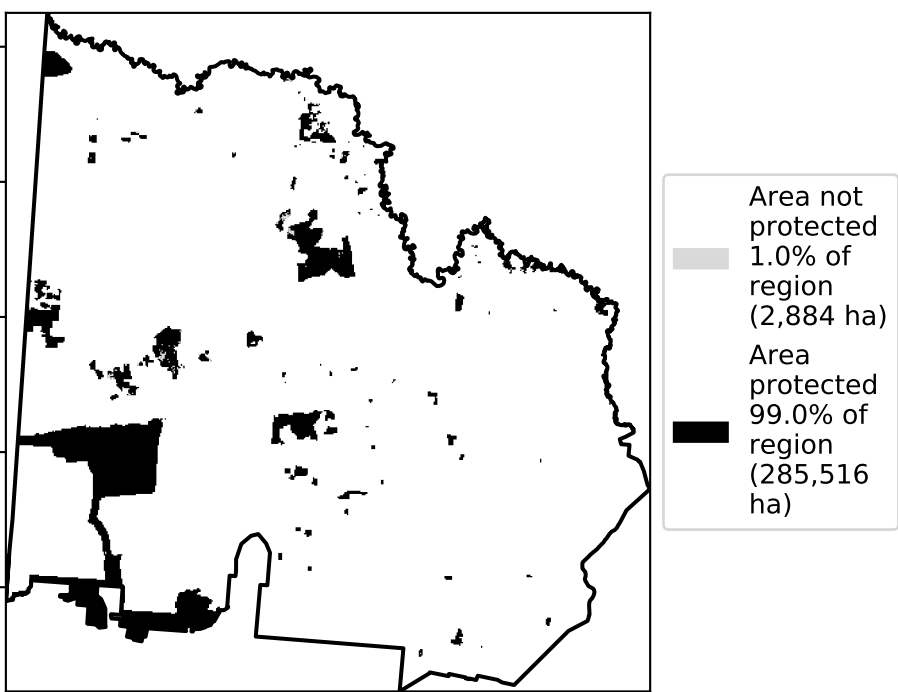 Area not
protected
1.0% of
region
(2,884 ha)
Area
protected
99.0% of
region
(285,516
ha)